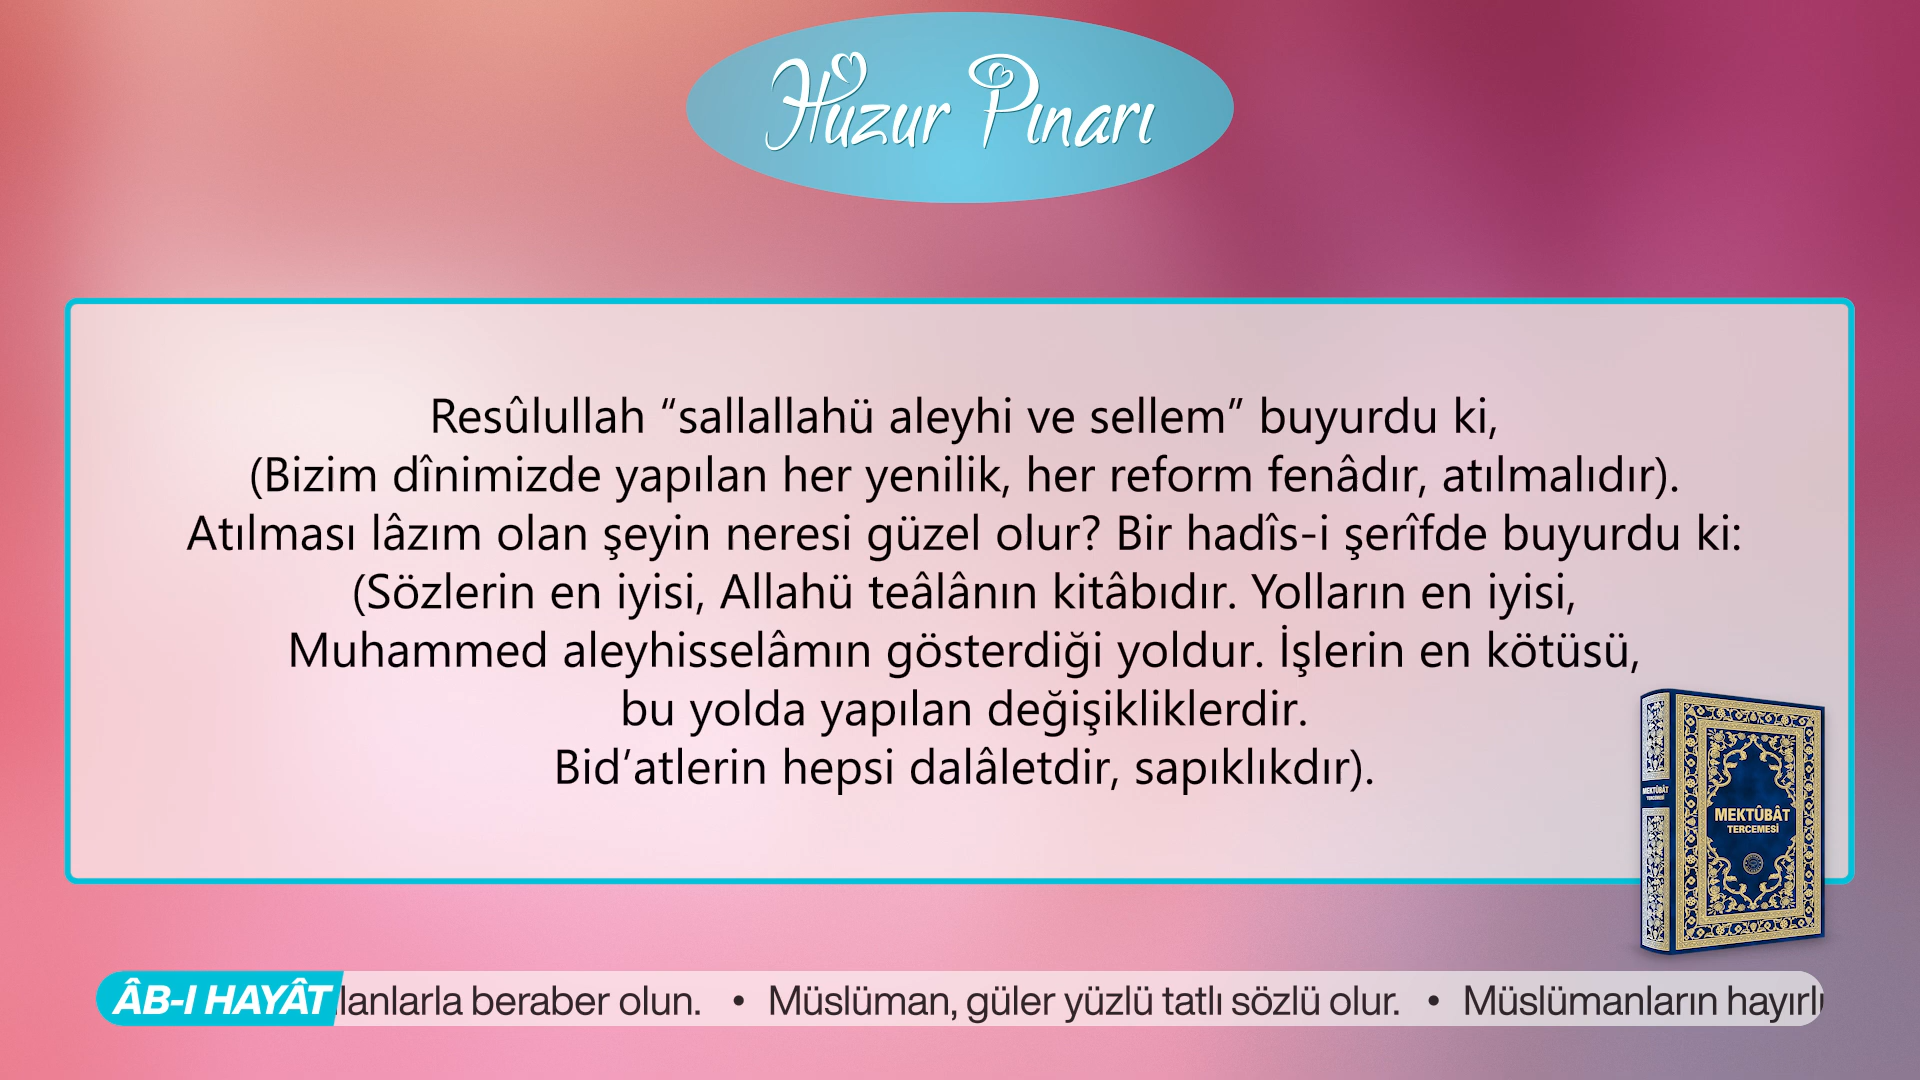 Huzur Pınarı
Resûlullah “sallallahü aleyhi ve sellem” buyurdu ki,
(Bizim dînimizde yapılan her yenilik, her reform fenâdır, atılmalıdır).
Atılması lâzım olan şeyin neresi güzel olur? Bir hadîs-i şerîfde buyurdu ki:
(Sözlerin en iyisi, Allahü teâlânın kitâbıdır. Yolların en iyisi,
Muhammed aleyhisselâmın gösterdiği yoldur. İşlerin en kötüsü,
bu yolda yapılan değişikliklerdir.
Bid’atlerin hepsi dalâletdir, sapıklıkdır).
MEKTÛBÂT
TERCEMESİ
MEKTÛBÂT
TERCEMESİ
ÂB-I HAYÂT
lanlarla beraber olun. • Müslüman, güler yüzlü tatlı sözlü olur. • Müslümanların hayırl